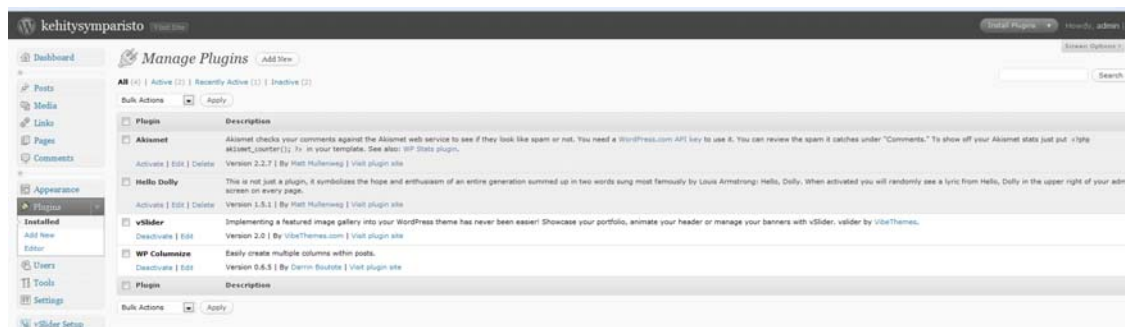 kehitysymparisto Visit Site
Install Plugins
Howdy, admin
Screen Options
Dashboard
Posts
Media
Links
Pages
Comments
Appearance
Plugins
Installed
Add New
Editor
Users
Tools
Settings
vSlider Setup
Manage Plugins Add New
All (4) | Active (2) | Recently Active (1) | Inactive (2)
Search
Bulk Actions Apply
Plugin Description
Akismet
Akismet checks your comments against the Akismet web service to see if they look like spam or not. You need a WordPress.com API key to use it. You can review the spam it catches under "Comments." To show off your Akismet stats just put <?php
akismet_counter(); ?> in your template. See also: WP Stats plugin.
Activate | Edit | Delete Version 2.2.7 | By Matt Mullenweg | Visit plugin site
Hello Dolly
This is not just a plugin, it symbolizes the hope and enthusiasm of an entire generation summed up in two words sung most famously by Louis Armstrong: Hello, Dolly. When activated you will randomly see a lyric from Hello, Dolly in the upper right of your adm
screen on every page.
Activate | Edit | Delete Version 1.5.1 | By Matt Mullenweg | Visit plugin site
vSlider
Implementing a featured image gallery into your WordPress theme has never been easier! Showcase your portfolio, animate your header or manage your banners with vSlider. vslider by VibeThemes.
Deactivate | Edit Version 2.0 | By VibeThemes.com | Visit plugin site
WP Columnize
Easily create multiple columns within posts.
Deactivate | Edit Version 0.6.5 | By Darrin Boutote | Visit plugin site
Plugin Description
Bulk Actions Apply